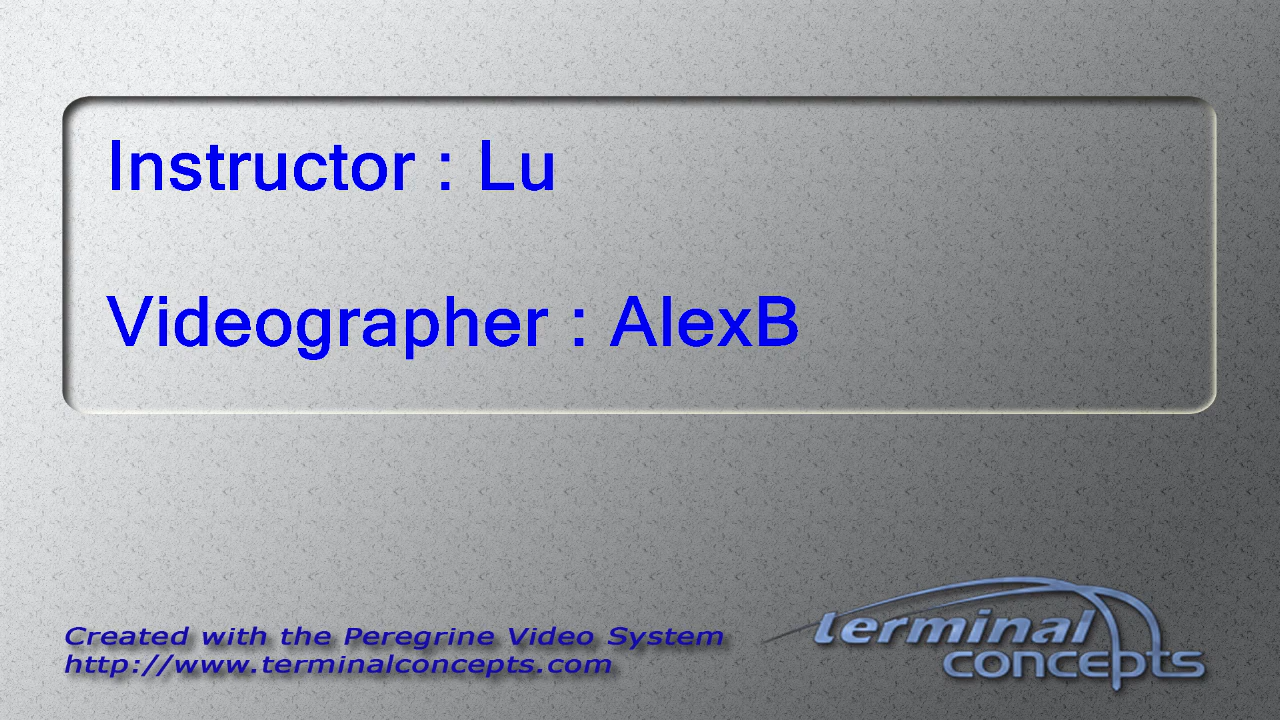 Instructor : Lu
Videographer : AlexB
Created with the Peregrine Video System
http://www.terminalconcepts.com
terminal
concepts